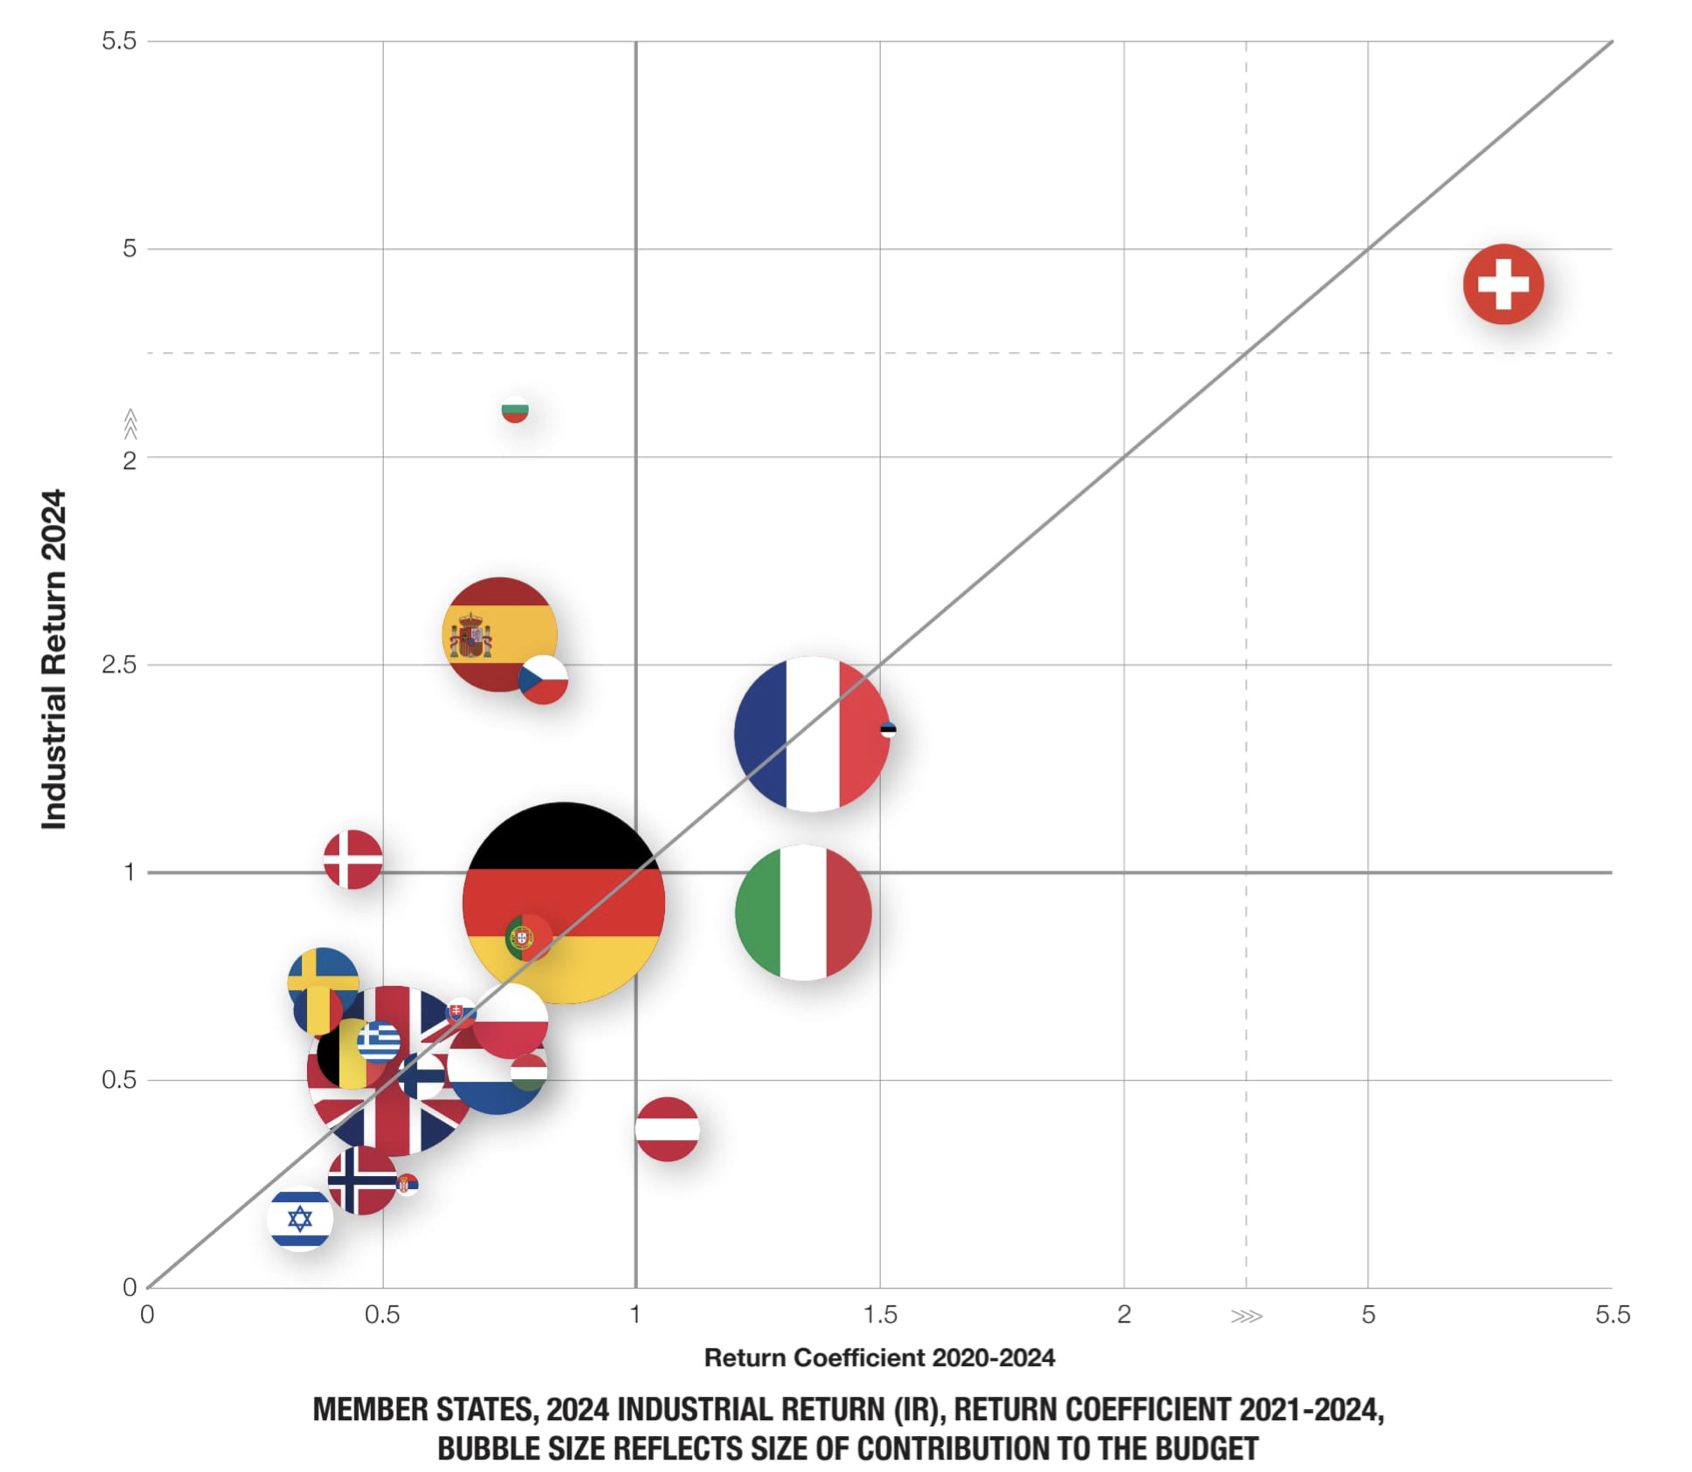 5.5
5
2
2.5
1
0.5
0
Industrial Return 2024
0 0.5 1 1.5 2 5 5.5
Return Coefficient 2020-2024
MEMBER STATES, 2024 INDUSTRIAL RETURN (IR), RETURN COEFFICIENT 2021-2024,
BUBBLE SIZE REFLECTS SIZE OF CONTRIBUTION TO THE BUDGET